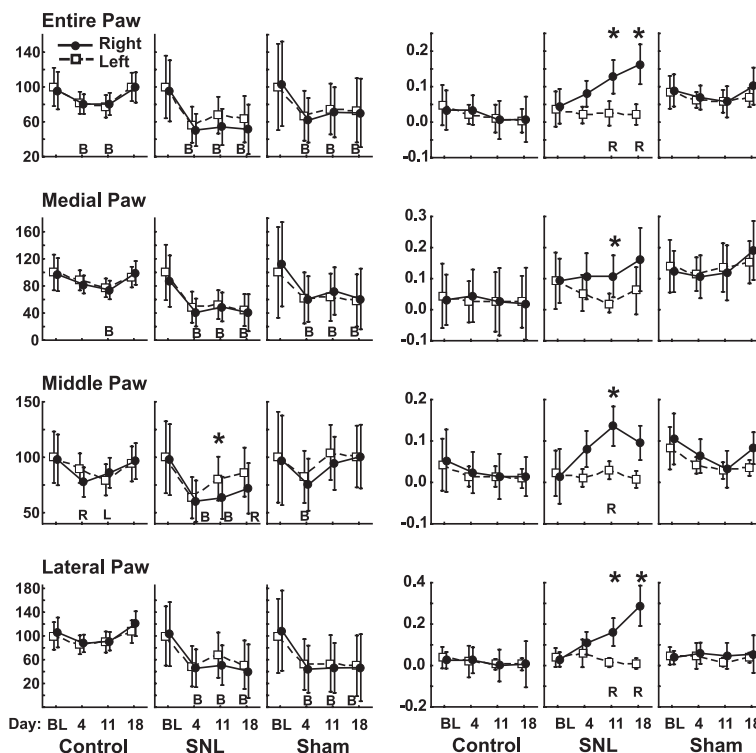 Entire Paw
Right
Left
100
60
20
B B
B B B
B B B
0.2
0.1
0.0
0.1
* *
R R
Medial Paw
160
120
80
40
0
B
B B B
B B B
0.3
0.2
0.1
0.0
0.1
*
Middle Paw
150
100
50
R L
*
B B R
B
0.2
0.1
0.0
0.1
*
R
Lateral Paw
180
140
100
60
20
B B B
B B B
0.4
0.2
0.0
* *
R R
Day: BL 4 11 18 BL 4 11 18 BL 4 11 18 BL 4 11 18 BL 4 11 18 BL 4 11 18
Control SNL Sham Control SNL Sham